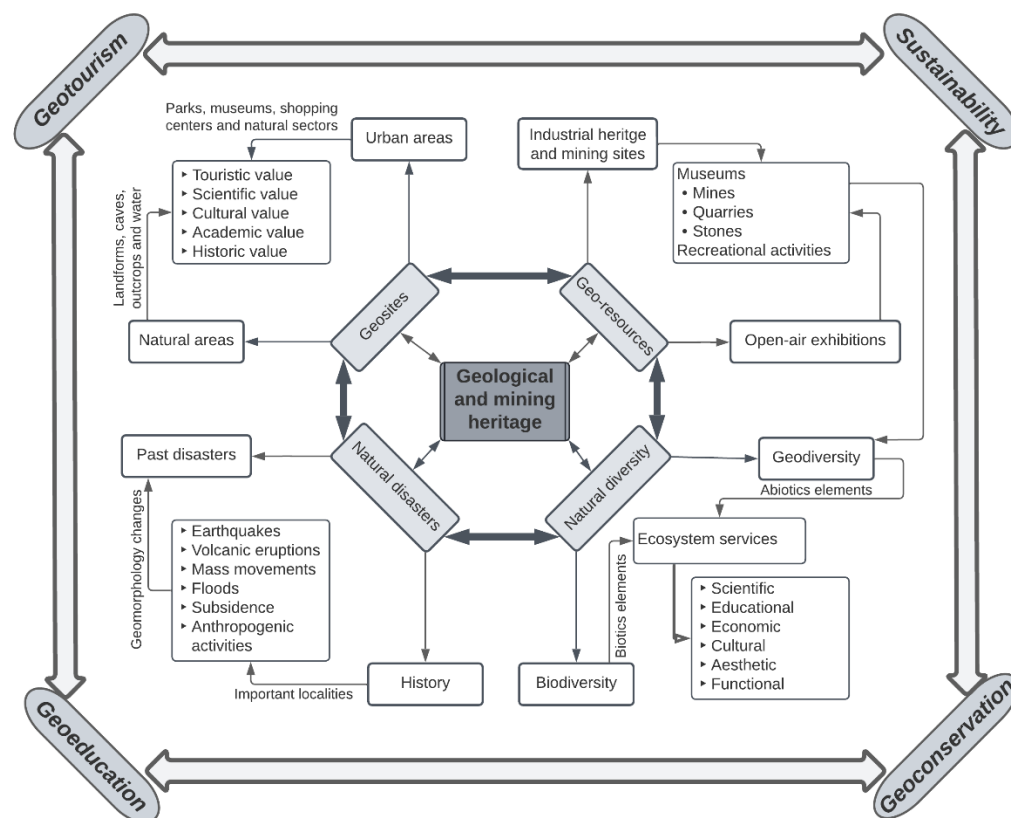 Geotourism
Sustainability
Parks, museums, shopping
centers and natural sectors
Urban areas
Industrial heritge
and mining sites
Touristic value
Scientific value
Cultural value
Academic value
Historic value
Museums
• Mines
• Quarries
• Stones
Recreational activities
Landforms, caves,
outcrops and water
Geosites
Geo-resources
Natural areas
Open-air exhibitions
Geological
and mining
heritage
Past disasters
Natural disasters
Natural diversity
Geodiversity
Abiotics elements
Geomorphology changes
Earthquakes
Volcanic eruptions
Mass movements
Floods
Subsidence
Anthropogenic
activities
Ecosystem services
Biotics elements
Scientific
Educational
Economic
Cultural
Aesthetic
Functional
Important localities
History
Biodiversity
Geoeducation
Geoconservation